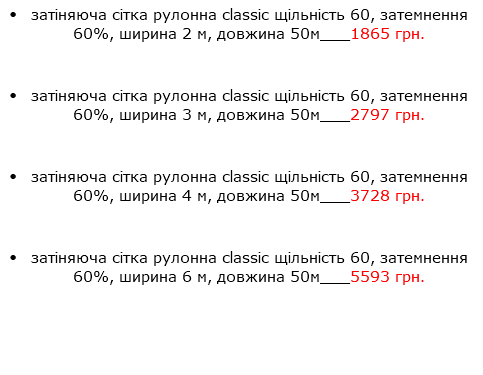 • затіняюча сітка рулонна classic щільність 60, затемнення
60%, ширина 2 м, довжина 50м___1865 грн.
• затіняюча сітка рулонна classic щільність 60, затемнення
60%, ширина 3 м, довжина 50м___2797 грн.
• затіняюча сітка рулонна classic щільність 60, затемнення
60%, ширина 4 м, довжина 50м___3728 грн.
• затіняюча сітка рулонна classic щільність 60, затемнення
60%, ширина 6 м, довжина 50м___5593 грн.